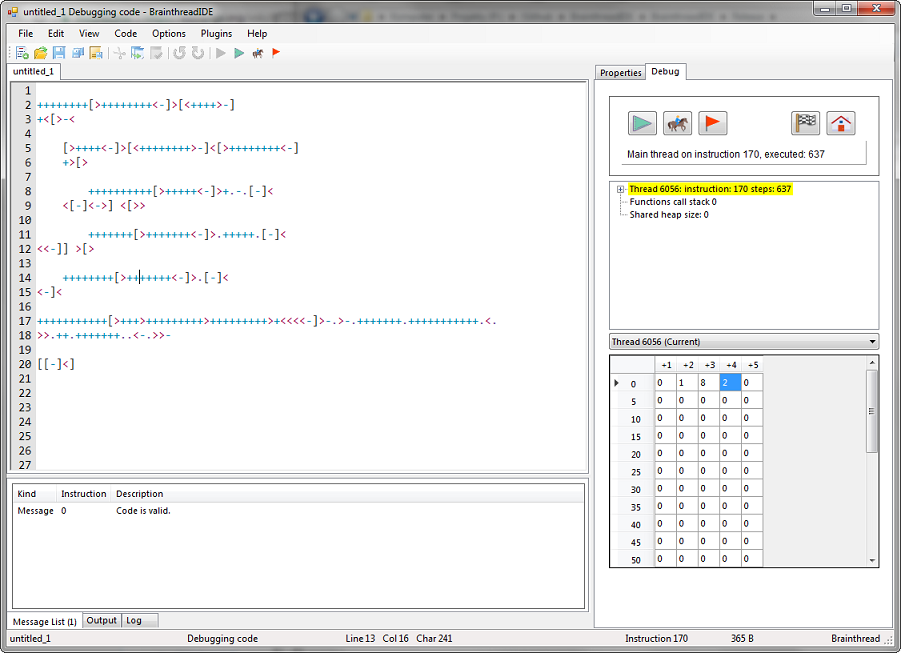 untitled_1 Debugging code - BrainthreadIDE
File Edit View Code Options Plugins Help
untitled_1
1
2 ++++++++[>++++++++<-]>[<++++>-]
3 +<[>-<
4
5 [>++++<-]>[<++++++++>-]<[>++++++++<-]
6 +>[>
7
8 ++++++++++[>+++++<-]>+.-.[-]<
9 <[-]<->] <[>>
10
11 +++++++[>+++++++<-]>.+++++.[-]<
12 <<-]] >[>
13
14 ++++++++[>+++++++<-]>.[-]<
15 <-]<
16
17 +++++++++++[>+++>+++++++++>+++++++++>+<<<<-]>-.>-.+++++++.+++++++++++.<.
18 >>.++.+++++++..<-.>>-
19
20 [[-]<]
21
22
23
24
25
26
27
Kind Instruction Description
Message 0 Code is valid.
Message List (1) Output Log
Properties Debug
Main thread on instruction 170, executed: 637
Thread 6056: instruction: 170 steps: 637
Functions call stack 0
Shared heap size: 0
Thread 6056 (Current)
+1 +2 +3 +4 +5
0 0 1 8 2 0
5 0 0 0 0 0
10 0 0 0 0 0
15 0 0 0 0 0
20 0 0 0 0 0
25 0 0 0 0 0
30 0 0 0 0 0
35 0 0 0 0 0
40 0 0 0 0 0
45 0 0 0 0 0
50 0 0 0 0 0
untitled_1 Debugging code Line 13 Col 16 Char 241 Instruction 170 365 B Brainthread